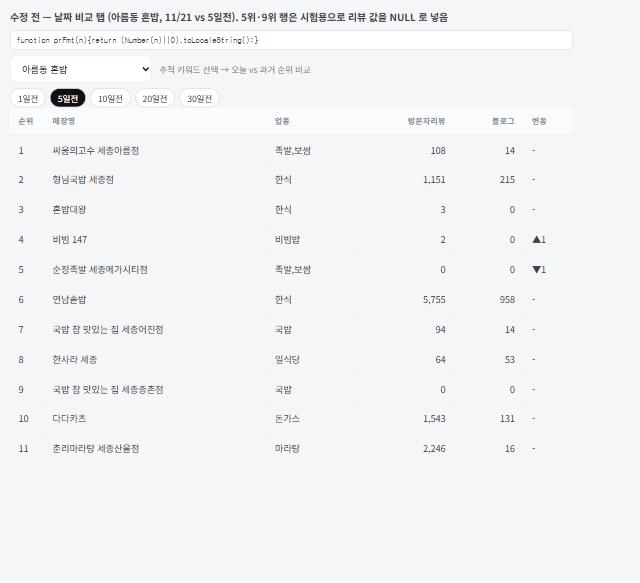 수정 전 — 날짜 비교 탭 (아름동 혼밥, 11/21 vs 5일전). 5위·9위 행은 시험용으로 리뷰 값을 NULL 로 넣음
function prFmt(n){return (Number(n)||0).toLocaleString();}
아름동 혼밥 추적 키워드 선택 → 오늘 vs 과거 순위 비교
1일전 5일전 10일전 20일전 30일전
순위 매장명 업종 방문자리뷰 블로그 변동
1 싸움의고수 세종아름점 족발,보쌈 108 14 -
2 형님국밥 세종점 한식 1,151 215 -
3 혼밥대왕 한식 3 0 -
4 비빔 147 비빔밥 2 0 ▲1
5 순정족발 세종메가시티점 족발,보쌈 0 0 ▼1
6 연남솥밥 한식 5,755 958 -
7 국밥 참 맛있는 집 세종어진점 국밥 94 14 -
8 한사라 세종 일식당 64 53 -
9 국밥 참 맛있는 집 세종종촌점 국밥 0 0 -
10 다다카츠 돈가스 1,543 131 -
11 춘리마라탕 세종산울점 마라탕 2,246 16 -